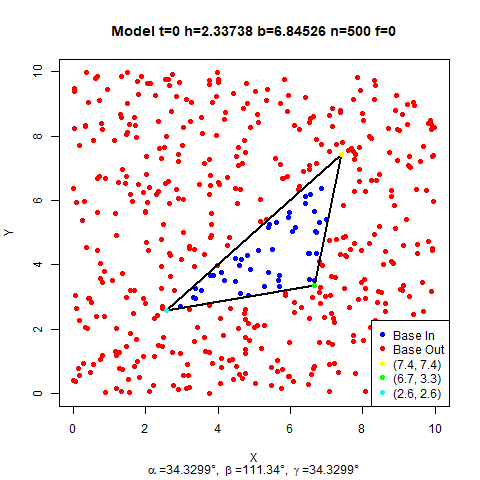 Model t=0 h=2.33738 b=6.84526 n=500 f=0
10
8
6
4
2
0
Y
Base In
Base Out
(7.4, 7.4)
(6.7, 3.3)
(2.6, 2.6)
0 2 4 6 8 10
X
α =34.3299°, β =111.34°, γ =34.3299°